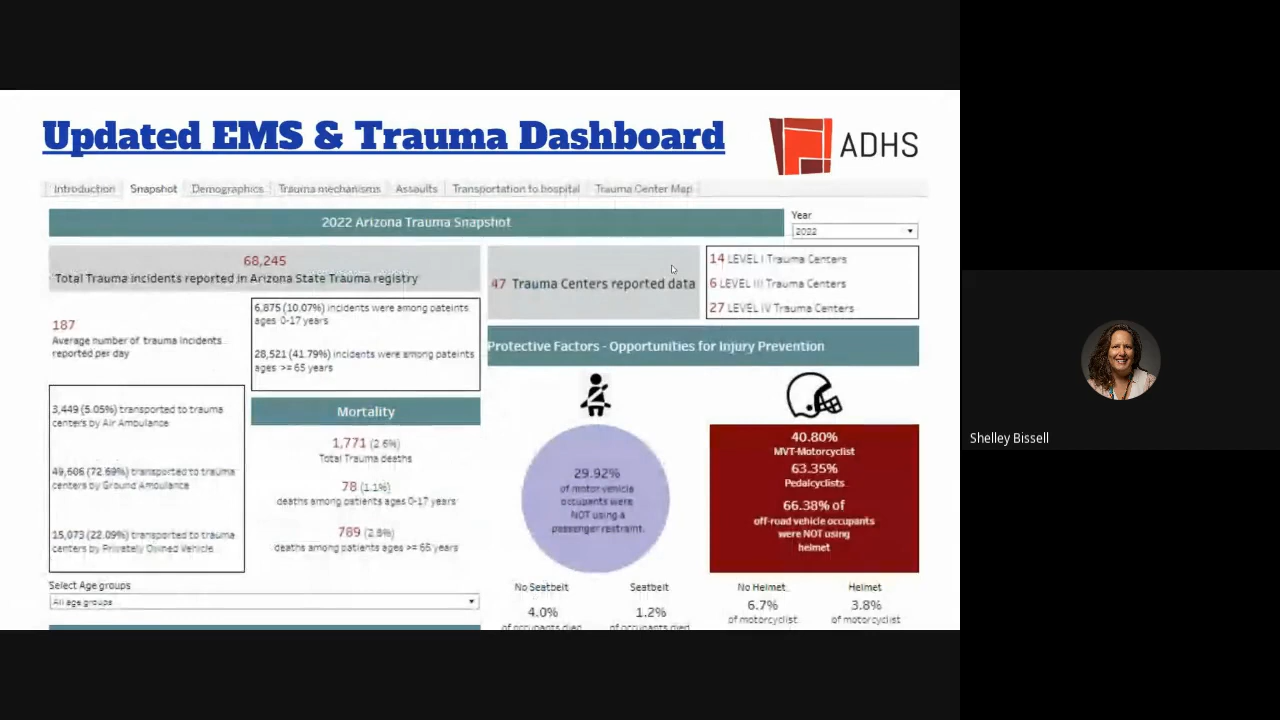 Updated EMS & Trauma Dashboard
ADHS
Introduction Snapshot Demographics Trauma mechanisms Assaults Transportation to hospital Trauma Center Map
2022 Arizona Trauma Snapshot
Year
2022
68,245
Total Trauma incidents reported in Arizona State Trauma registry
47 Trauma Centers reported data
14 LEVEL I Trauma Centers
6 LEVEL III Trauma Centers
27 LEVEL IV Trauma Centers
187
Average number of trauma incidents
reported per day
6,875 (10.07%) incidents were among pateints
ages 0-17 years
28,521 (41.79%) incidents were among pateints
ages >= 65 years
Protective Factors - Opportunities for Injury Prevention
3,449 (5.05%) transported to trauma
centers by Air Ambulance
49,606 (72.69%) transported to trauma
centers by Ground Ambulance
15,073 (22.09%) transported to trauma
centers by Privately Owned Vehicle
Mortality
1,771 (2.6%)
Total Trauma deaths
78 (1.1%)
deaths among patients ages 0-17 years
789 (2.8%)
deaths among patients ages >= 65 years
29.92%
of motor vehicle
occupants were
NOT using a
passenger restraint.
40.80%
MVT-Motorcyclist
63.35%
Pedalcyclists
66.38% of
off-road vehicle occupants
were NOT using
helmet
Select Age groups
All age groups
No Seatbelt Seatbelt
4.0% 1.2%
of occupants died of occupants died
No Helmet Helmet
6.7% 3.8%
of motorcyclist of motorcyclist
Shelley Bissell